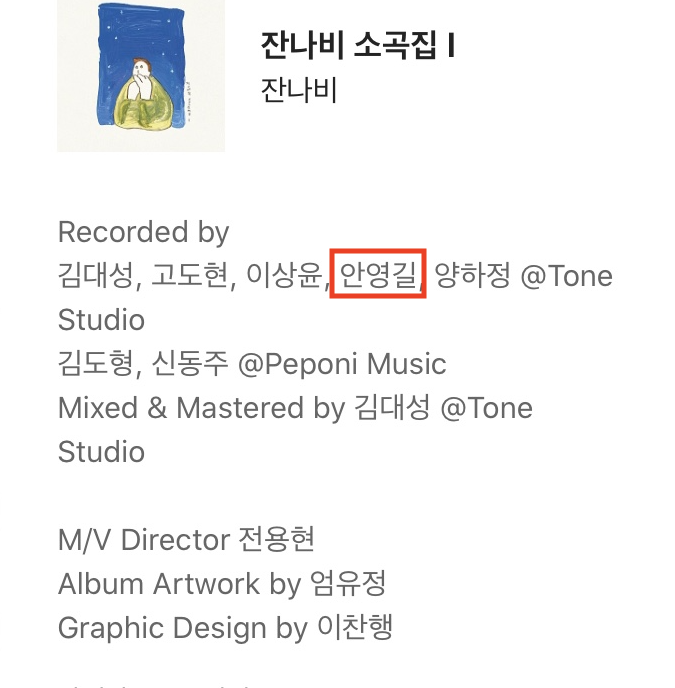 잔나비 소곡집 I
잔나비
Recorded by
김대성, 고도현, 이상윤, 안영길, 양하정 @Tone
Studio
김도형, 신동주 @Peponi Music
Mixed & Mastered by 김대성 @Tone
Studio
M/V Director 전용현
Album Artwork by 엄유정
Graphic Design by 이찬행